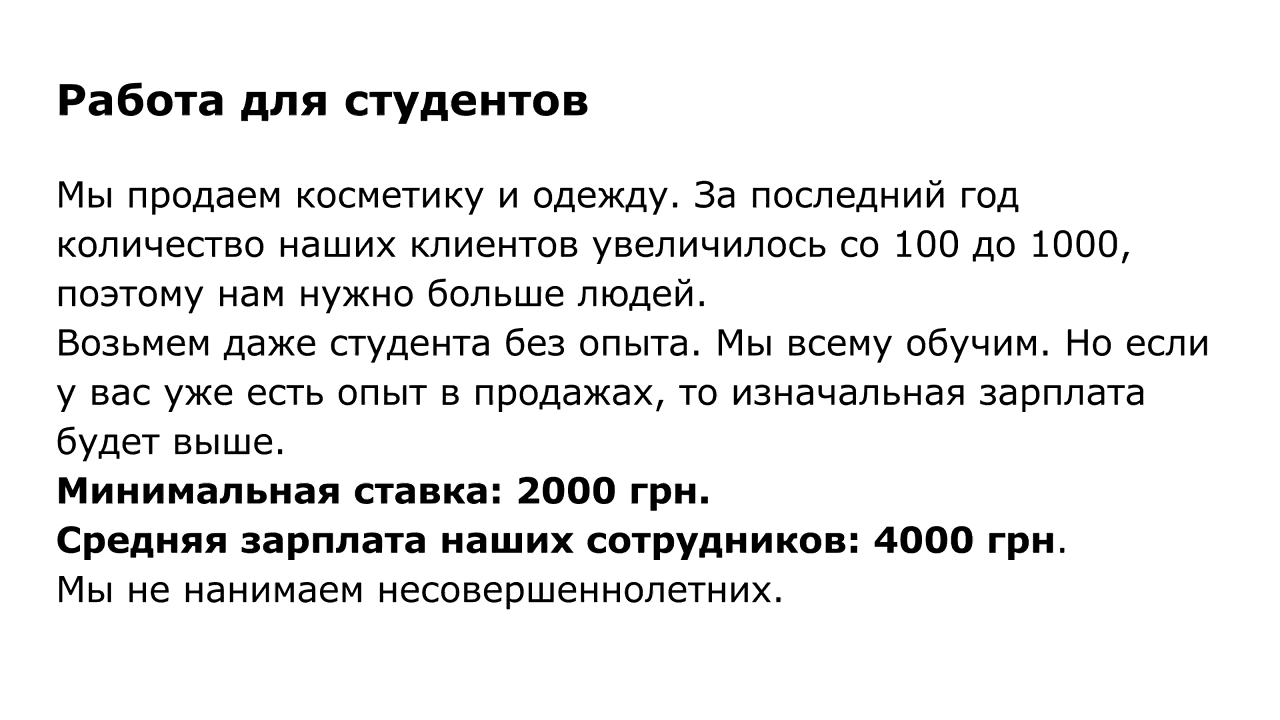 Работа для студентов
Мы продаем косметику и одежду. За последний год
количество наших клиентов увеличилось со 100 до 1000,
поэтому нам нужно больше людей.
Возьмем даже студента без опыта. Мы всему обучим. Но если
у вас уже есть опыт в продажах, то изначальная зарплата
будет выше.
Минимальная ставка: 2000 грн.
Средняя зарплата наших сотрудников: 4000 грн.
Мы не нанимаем несовершеннолетних.